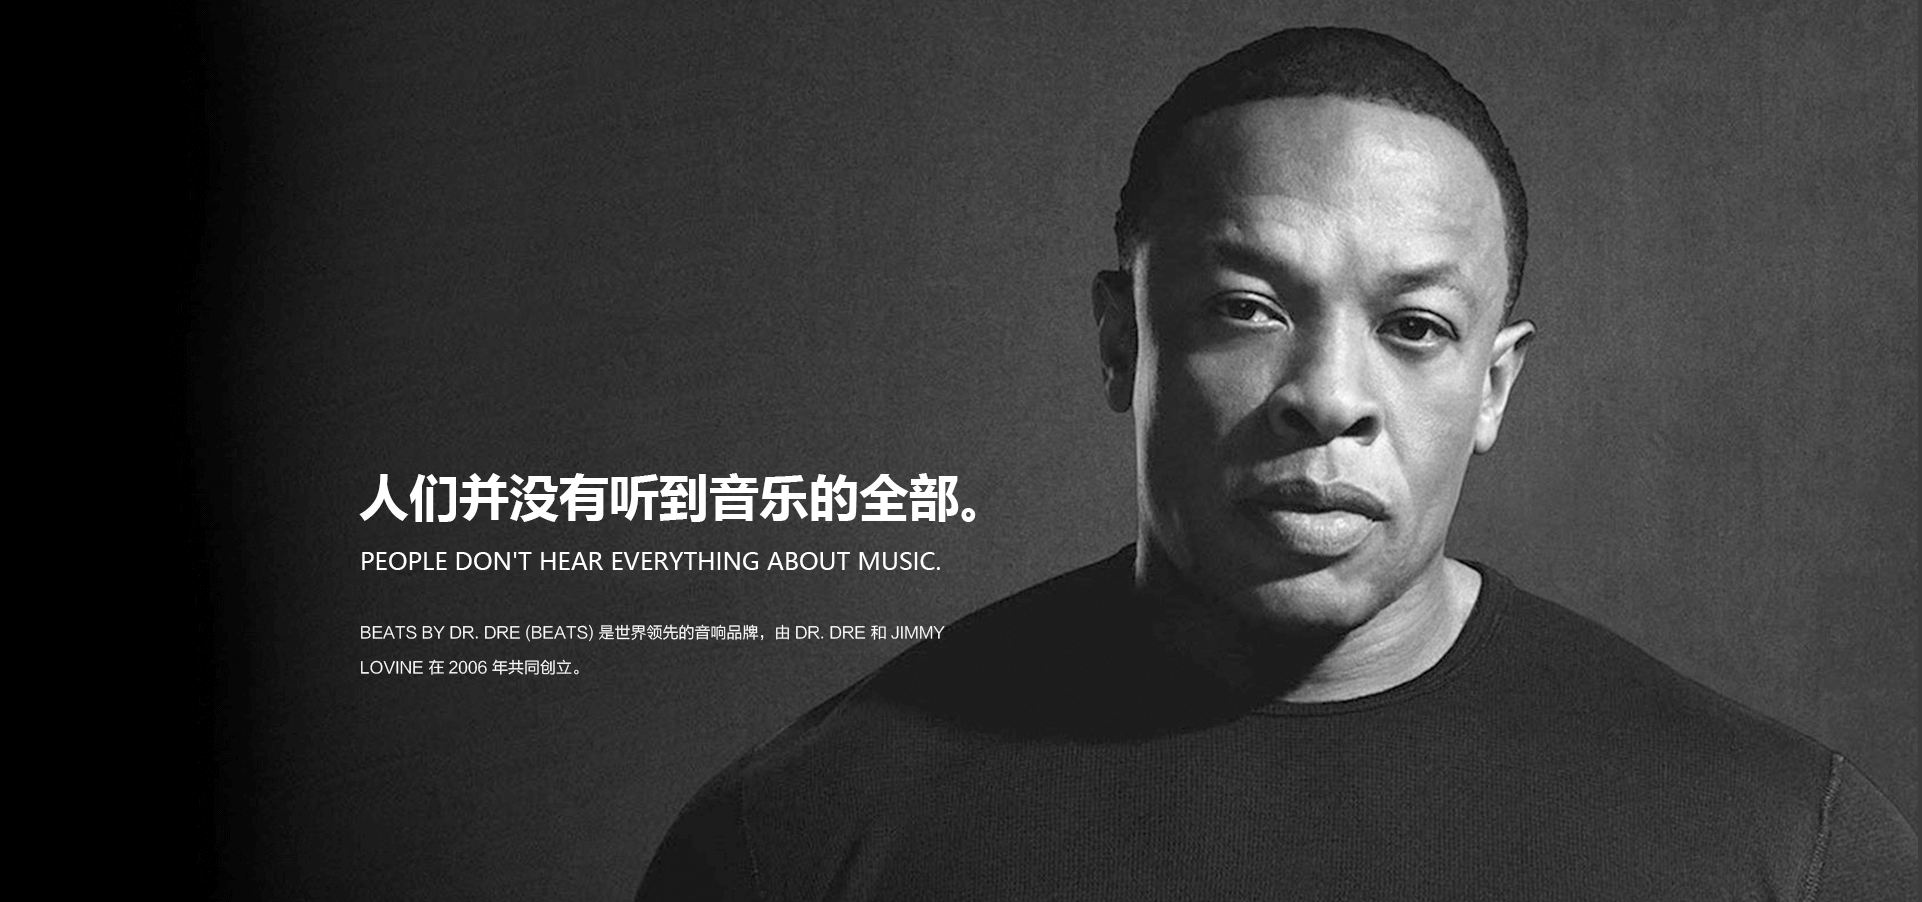 人们并没有听到音乐的全部。
PEOPLE DON'T HEAR EVERYTHING ABOUT MUSIC.
BEATS BY DR. DRE (BEATS) 是世界领先的音响品牌，由 DR. DRE 和 JIMMY
LOVINE 在 2006 年共同创立。